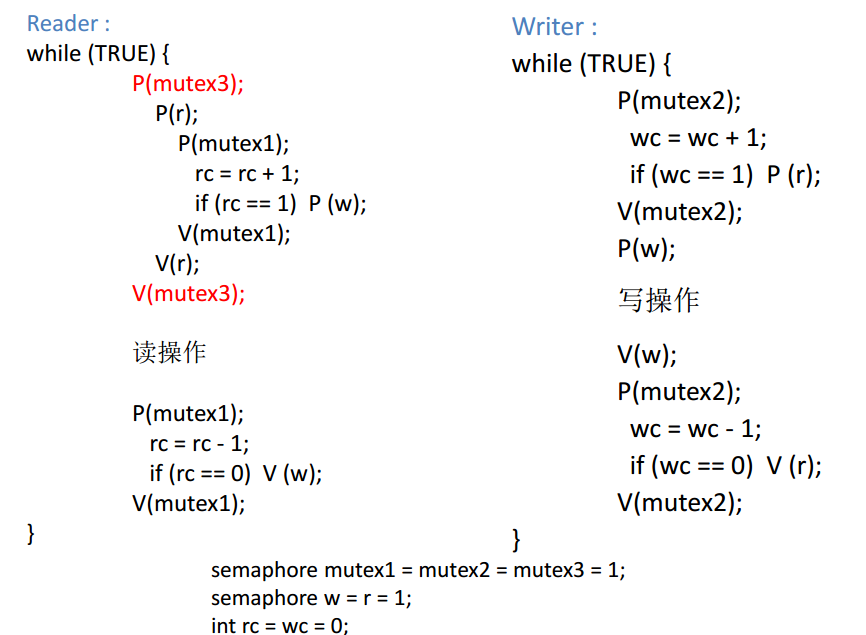 Reader :
while (TRUE) {
P(mutex3);
P(r);
P(mutex1);
rc = rc + 1;
if (rc == 1) P (w);
V(mutex1);
V(r);
V(mutex3);
读操作
P(mutex1);
rc = rc - 1;
if (rc == 0) V (w);
V(mutex1);
}
Writer :
while (TRUE) {
P(mutex2);
wc = wc + 1;
if (wc == 1) P (r);
V(mutex2);
P(w);
写操作
V(w);
P(mutex2);
wc = wc - 1;
if (wc == 0) V (r);
V(mutex2);
}
semaphore mutex1 = mutex2 = mutex3 = 1;
semaphore w = r = 1;
int rc = wc = 0;